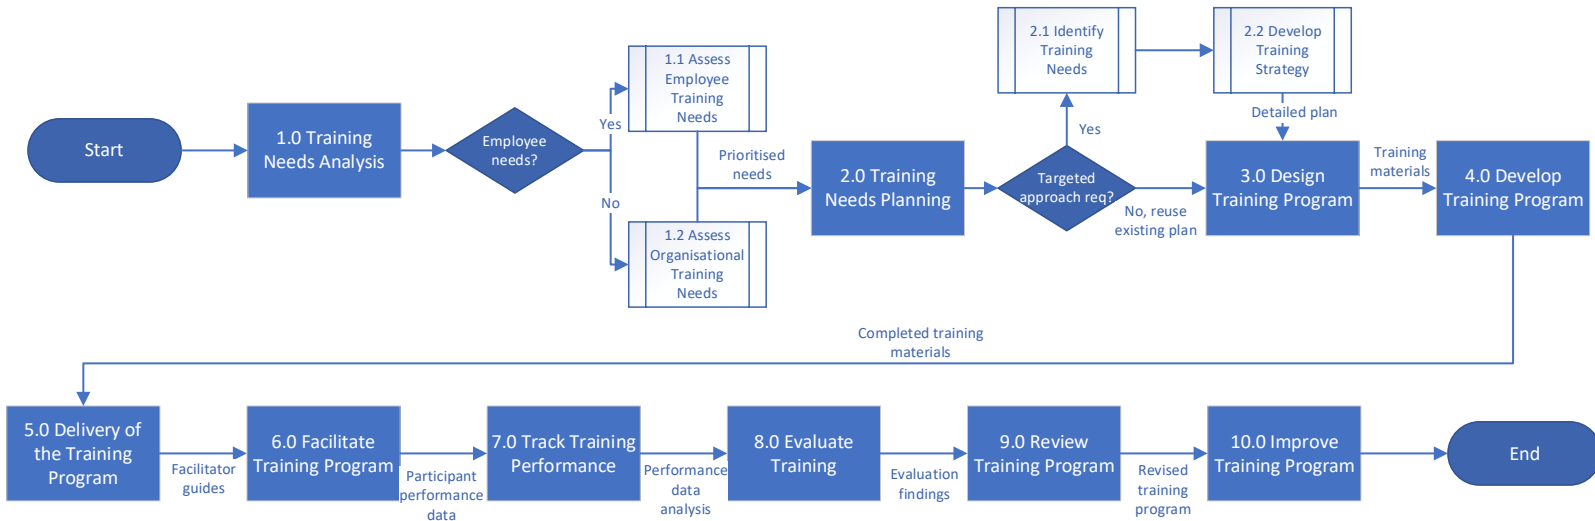 Start
1.0 Training
Needs Analysis
Employee
needs?
Yes
No
1.1 Assess
Employee
Training
Needs
1.2 Assess
Organisational
Training
Needs
Prioritised
needs
2.0 Training
Needs Planning
Targeted
approach req?
Yes
No, reuse
existing plan
2.1 Identify
Training
Needs
2.2 Develop
Training
Strategy
Detailed plan
3.0 Design
Training Program
Training
materials
4.0 Develop
Training Program
Completed training
materials
5.0 Delivery of
the Training
Program
Facilitator
guides
6.0 Facilitate
Training Program
Participant
performance
data
7.0 Track Training
Performance
Performance
data
analysis
8.0 Evaluate
Training
Evaluation
findings
9.0 Review
Training Program
Revised
training
program
10.0 Improve
Training Program
End